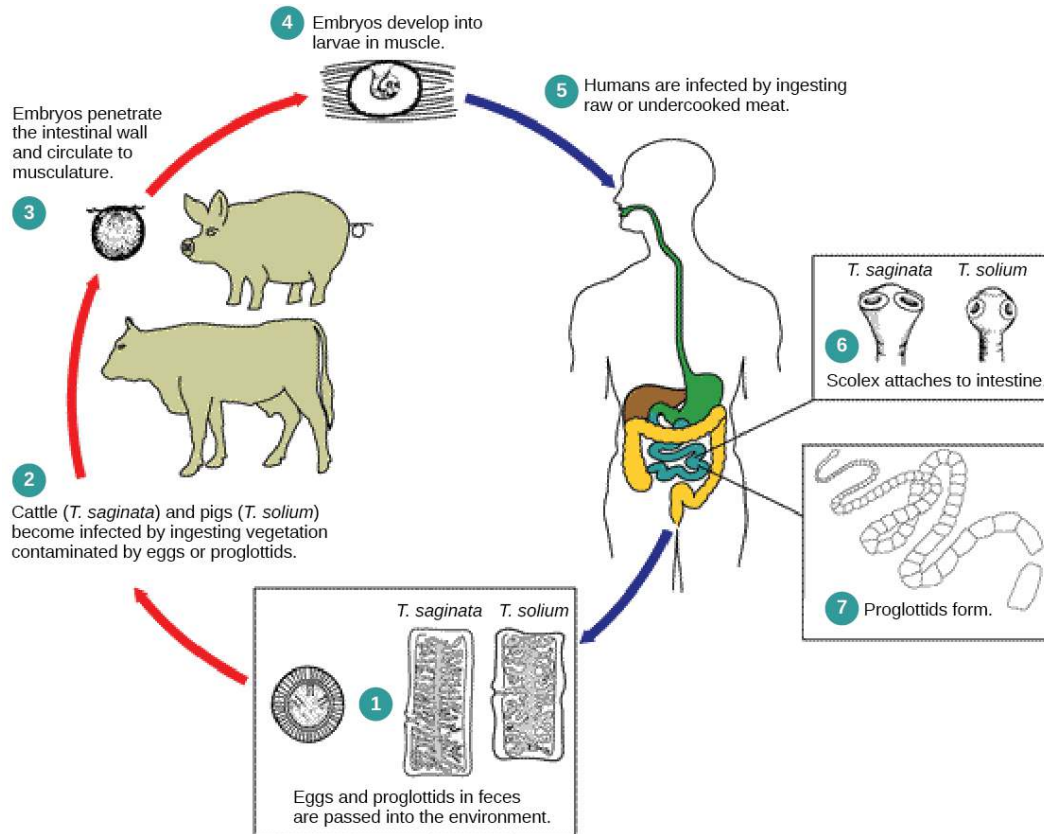 4
Embryos develop into
larvae in muscle.
5
Humans are infected by ingesting
raw or undercooked meat.
Embryos penetrate
the intestinal wall
and circulate to
musculature.
3
T. saginata T. solium
6
Scolex attaches to intestine.
2
Cattle (T. saginata) and pigs (T. solium)
become infected by ingesting vegetation
contaminated by eggs or proglottids.
7
Proglottids form.
T. saginata T. solium
1
Eggs and proglottids in feces
are passed into the environment.